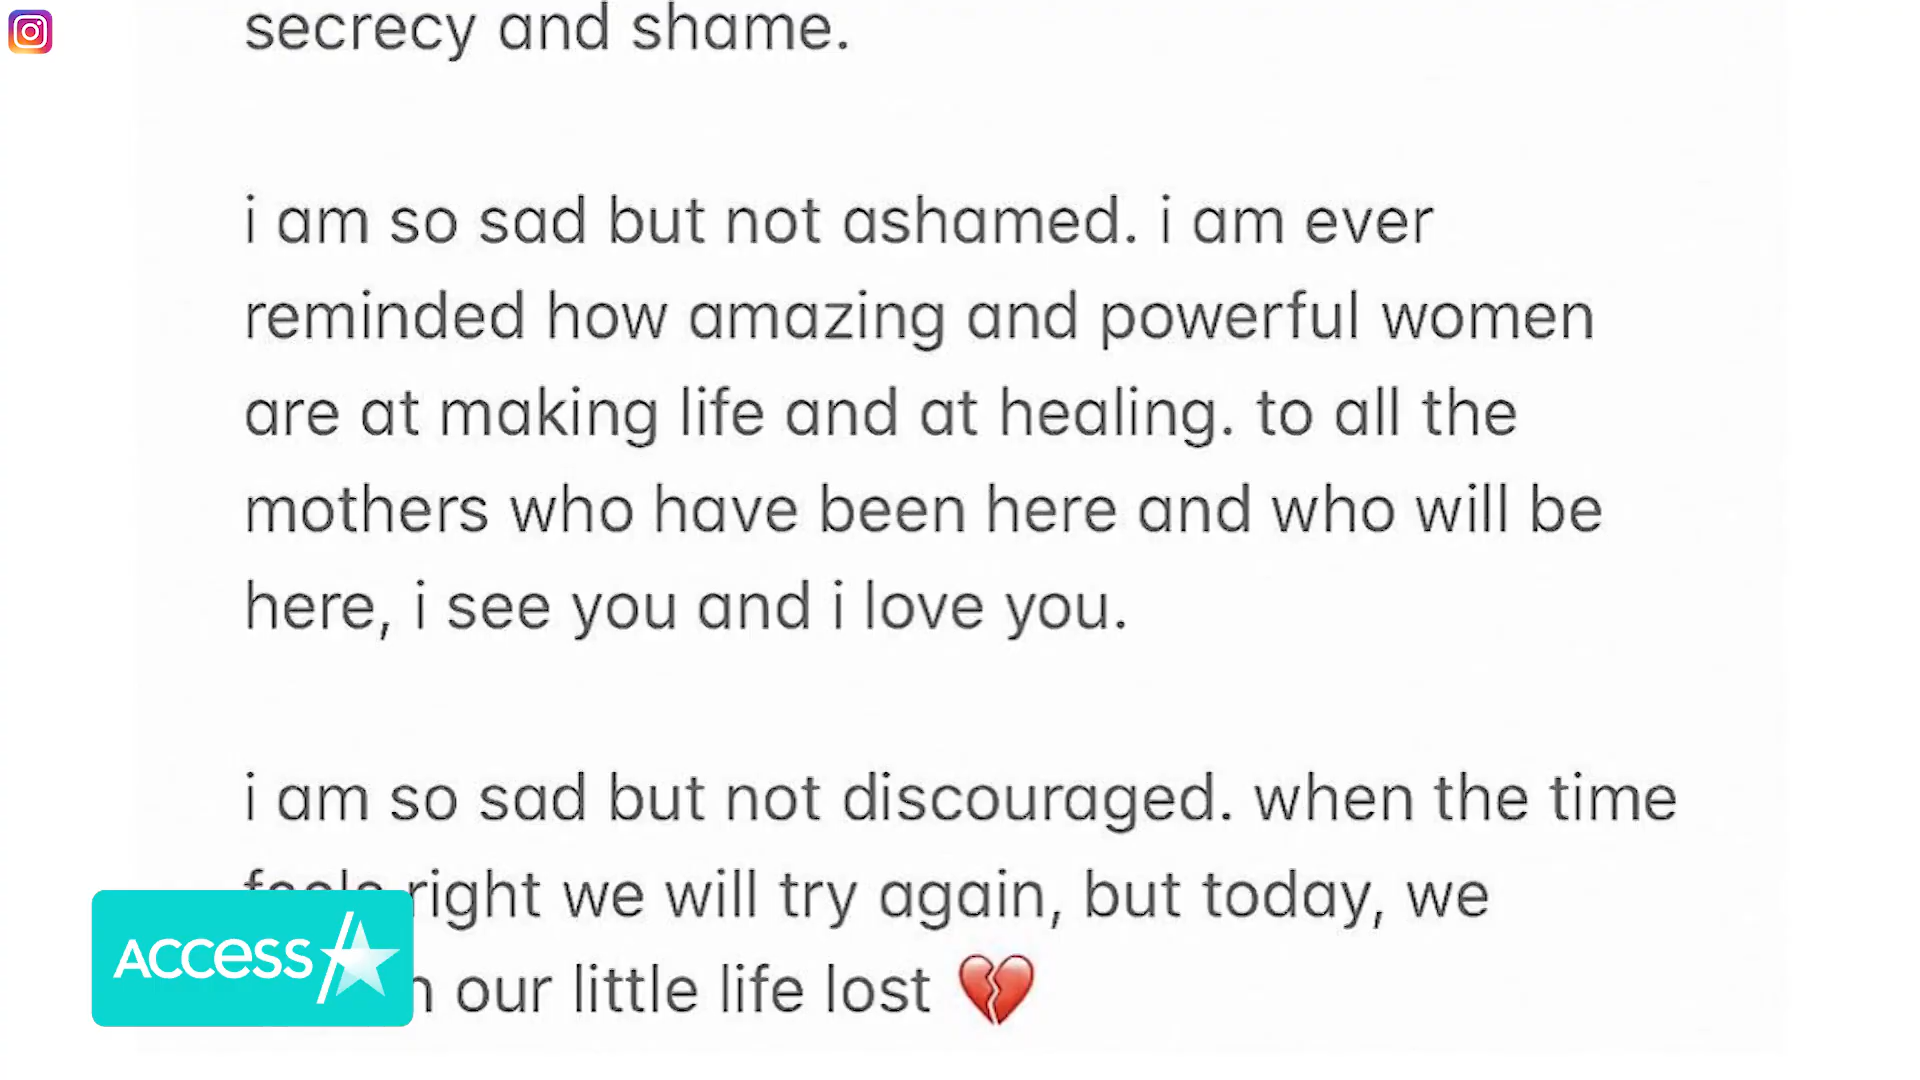 secrecy and shame.
i am so sad but not ashamed. i am ever
reminded how amazing and powerful women
are at making life and at healing. to all the
mothers who have been here and who will be
here, i see you and i love you.
i am so sad but not discouraged. when the time
feels right we will try again, but today, we
our little life lost 💔
ACCESS